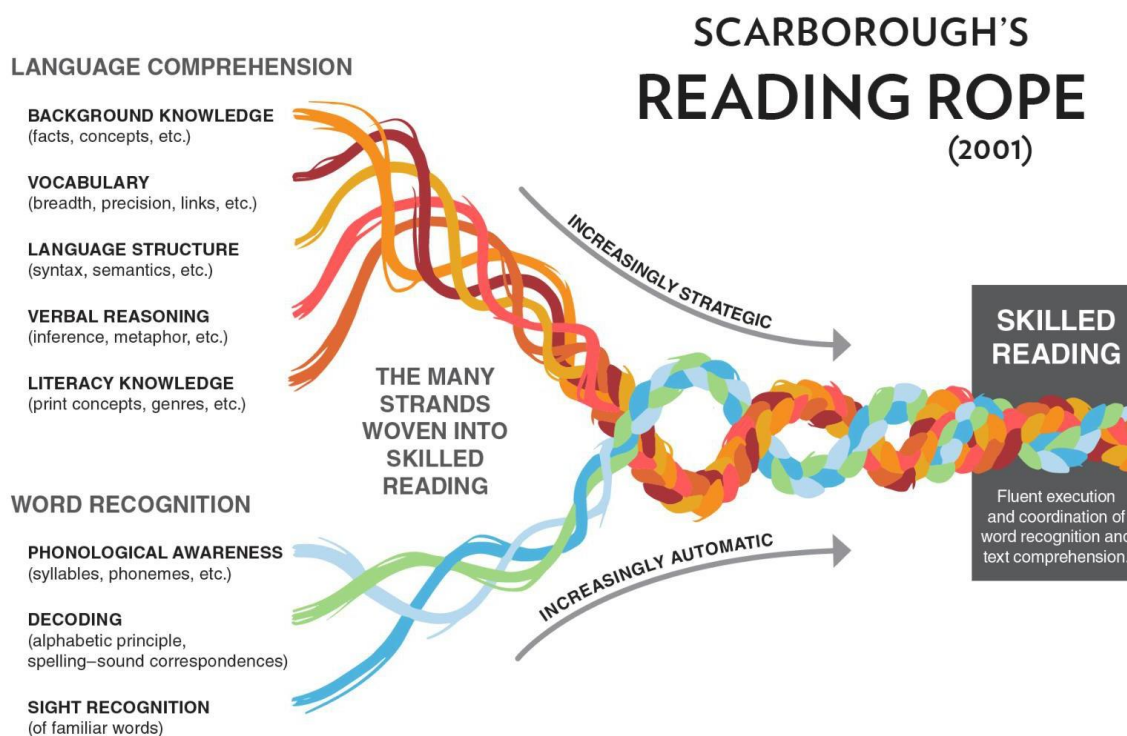 SCARBOROUGH'S
READING ROPE
(2001)
LANGUAGE COMPREHENSION
BACKGROUND KNOWLEDGE
(facts, concepts, etc.)
VOCABULARY
(breadth, precision, links, etc.)
LANGUAGE STRUCTURE
(syntax, semantics, etc.)
VERBAL REASONING
(inference, metaphor, etc.)
LITERACY KNOWLEDGE
(print concepts, genres, etc.)
WORD RECOGNITION
PHONOLOGICAL AWARENESS
(syllables, phonemes, etc.)
DECODING
(alphabetic principle,
spelling–sound correspondences)
SIGHT RECOGNITION
(of familiar words)
THE MANY
STRANDS
WOVEN INTO
SKILLED
READING
INCREASINGLY STRATEGIC
INCREASINGLY AUTOMATIC
SKILLED
READING
Fluent execution
and coordination of
word recognition and
text comprehension.